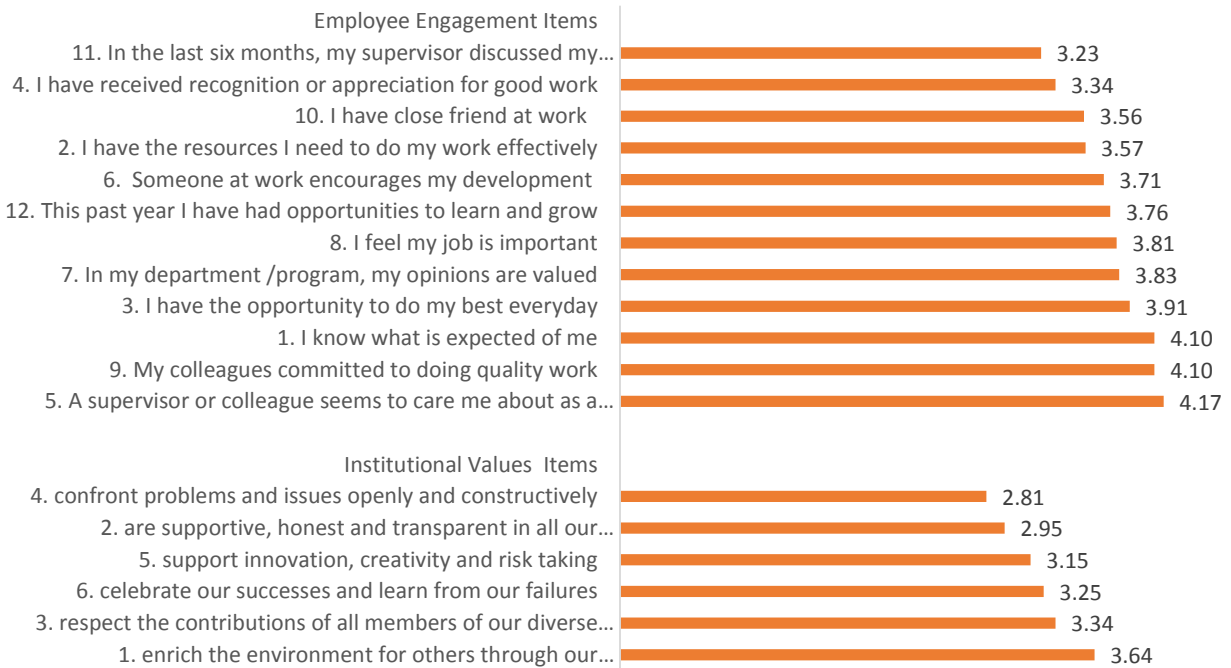 Employee Engagement Items
11. In the last six months, my supervisor discussed my… 3.23
4. I have received recognition or appreciation for good work 3.34
10. I have close friend at work 3.56
2. I have the resources I need to do my work effectively 3.57
6. Someone at work encourages my development 3.71
12. This past year I have had opportunities to learn and grow 3.76
8. I feel my job is important 3.81
7. In my department /program, my opinions are valued 3.83
3. I have the opportunity to do my best everyday 3.91
1. I know what is expected of me 4.10
9. My colleagues committed to doing quality work 4.10
5. A supervisor or colleague seems to care me about as a… 4.17
Institutional Values Items
4. confront problems and issues openly and constructively 2.81
2. are supportive, honest and transparent in all our… 2.95
5. support innovation, creativity and risk taking 3.15
6. celebrate our successes and learn from our failures 3.25
3. respect the contributions of all members of our diverse… 3.34
1. enrich the environment for others through our… 3.64